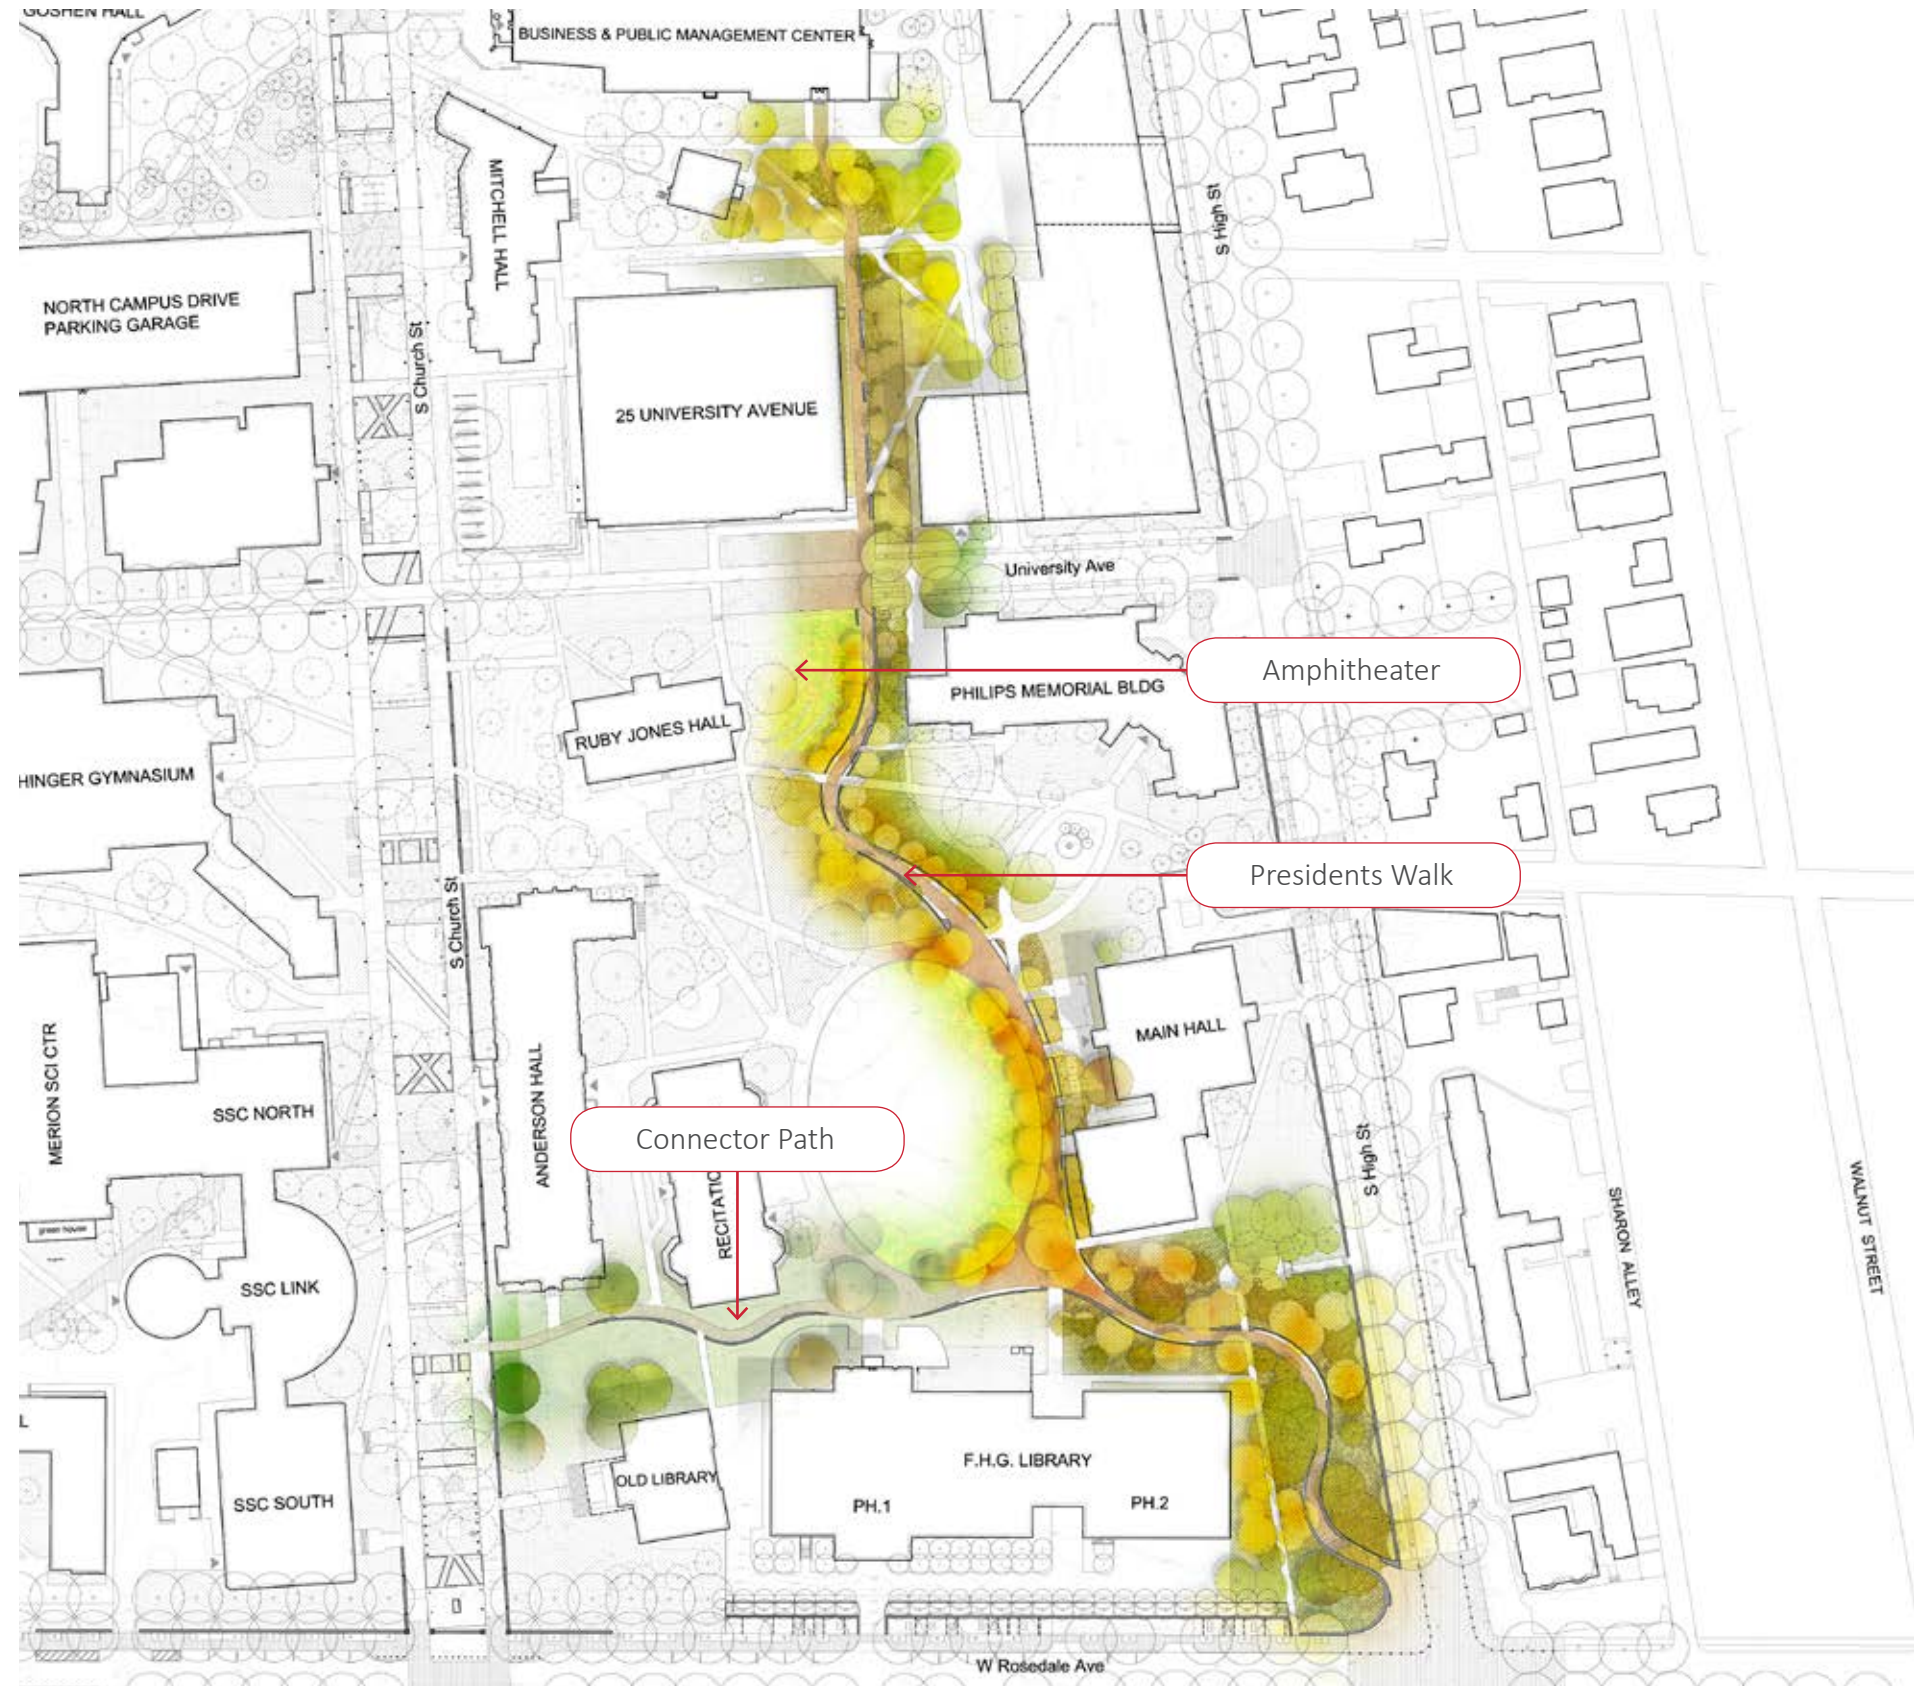 GOSHEN HALL
BUSINESS & PUBLIC MANAGEMENT CENTER
MITCHELL HALL
S High St
NORTH CAMPUS DRIVE
PARKING GARAGE
S Church St
25 UNIVERSITY AVENUE
University Ave
Amphitheater
PHILIPS MEMORIAL BLDG
RUBY JONES HALL
HINGER GYMNASIUM
Presidents Walk
S Church St
MAIN HALL
MERION SCI CTR
ANDERSON HALL
SSC NORTH
Connector Path
S High St
RECITATIO
SHARON ALLEY
WALNUT STREET
green house
SSC LINK
L
OLD LIBRARY
F.H.G. LIBRARY
SSC SOUTH
PH.1
PH.2
W Rosedale Ave